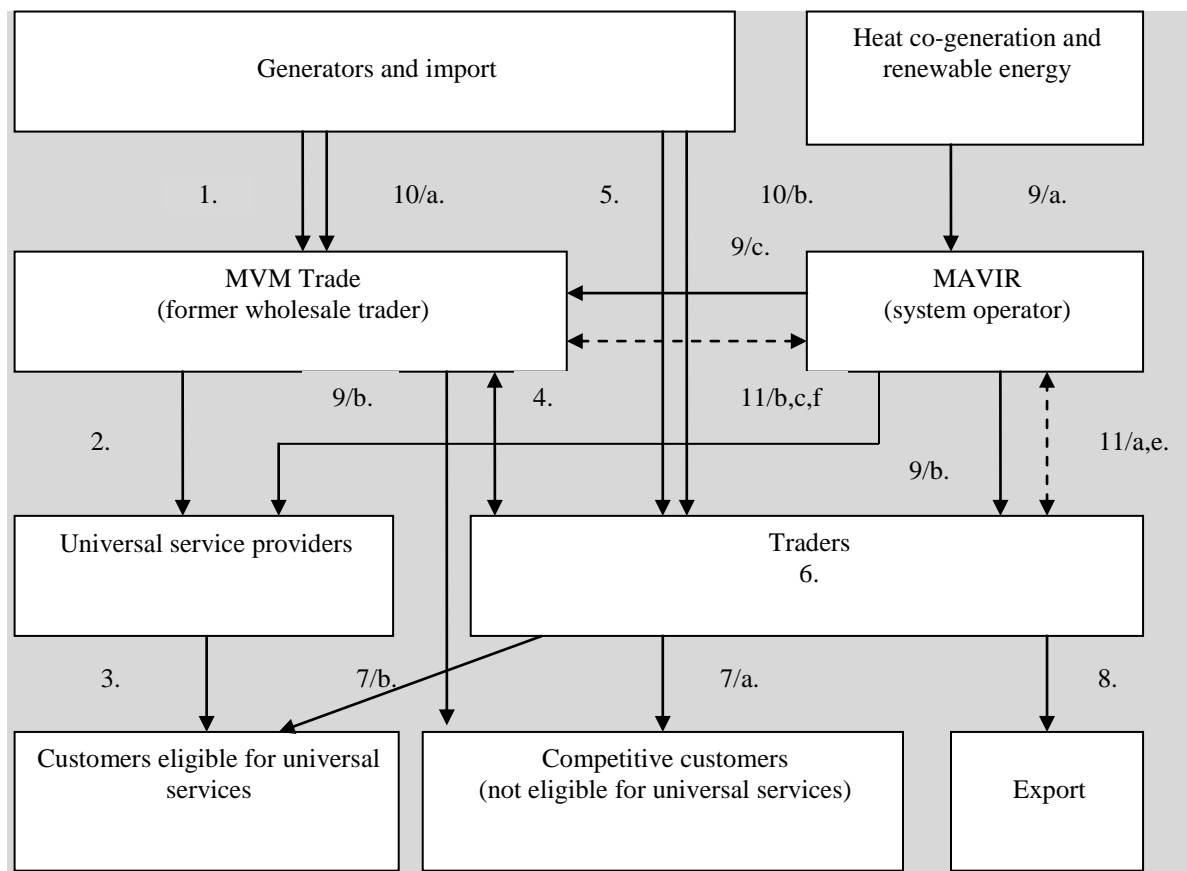 Generators and import
Heat co-generation and
renewable energy
1.
10/a.
5.
10/b.
9/a.
9/c.
MVM Trade
(former wholesale trader)
MAVIR
(system operator)
9/b.
4.
11/b,c,f
2.
11/a,e.
9/b.
Universal service providers
Traders
6.
3.
7/b.
7/a.
8.
Customers eligible for universal
services
Competitive customers
(not eligible for universal services)
Export